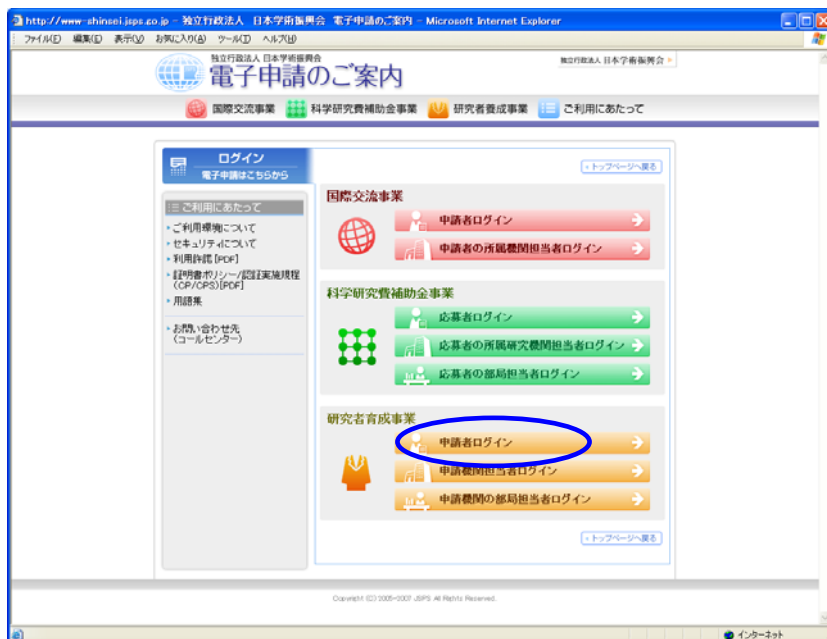 http://www-shinsei.jsps.go.jp - 独立行政法人 日本学術振興会 電子申請のご案内 - Microsoft Internet Explorer
ファイル(F) 編集(E) 表示(V) お気に入り(A) ツール(T) ヘルプ(H)
独立行政法人 日本学術振興会
電子申請のご案内
独立行政法人 日本学術振興会
国際交流事業 科学研究費補助金事業 研究者養成事業 ご利用にあたって
ログイン
電子申請はこちらから
トップページへ戻る
ご利用にあたって
ご利用環境について
セキュリティについて
利用許諾[PDF]
証明書ポリシー/認証実施規程
(CP/CPS)[PDF]
用語集
お問い合わせ先
(コールセンター)
国際交流事業
申請者ログイン
申請者の所属機関担当者ログイン
科学研究費補助金事業
応募者ログイン
応募者の所属研究機関担当者ログイン
応募者の部局担当者ログイン
研究者育成事業
申請者ログイン
申請機関担当者ログイン
申請機関の部局担当者ログイン
トップページへ戻る
Copyright (C) 2005-2007 JSPS All Rights Reserved.
インターネット